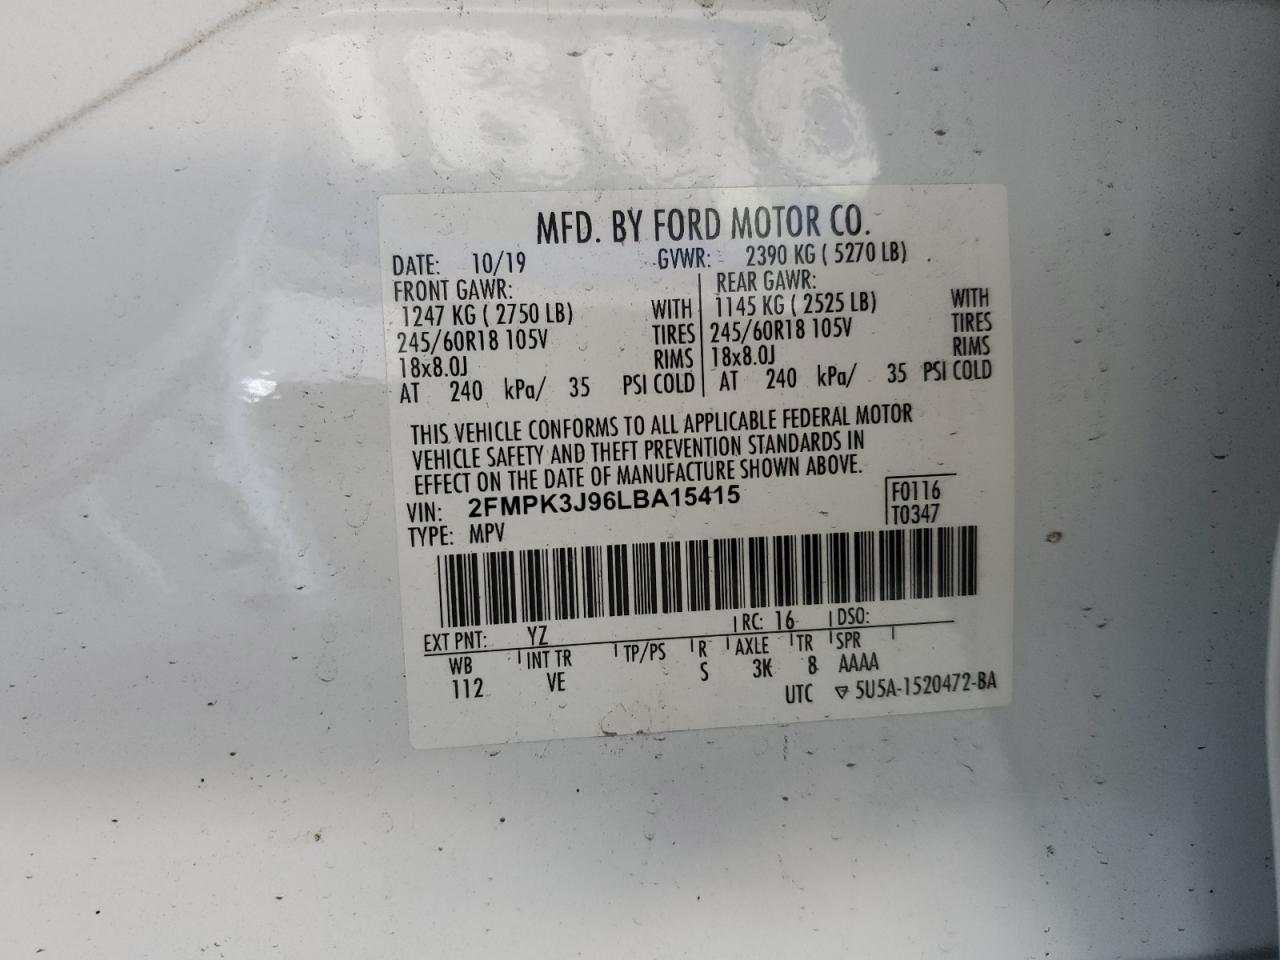 MFD. BY FORD MOTOR CO.
DATE: 10/19 GVWR: 2390 KG ( 5270 LB)
FRONT GAWR: REAR GAWR:
1247 KG ( 2750 LB) WITH 1145 KG ( 2525 LB) WITH
245/60R18 105V TIRES 245/60R18 105V TIRES
18x8.0J RIMS 18x8.0J RIMS
AT 240 kPa/ 35 PSI COLD AT 240 kPa/ 35 PSI COLD
THIS VEHICLE CONFORMS TO ALL APPLICABLE FEDERAL MOTOR
VEHICLE SAFETY AND THEFT PREVENTION STANDARDS IN
EFFECT ON THE DATE OF MANUFACTURE SHOWN ABOVE.
VIN: 2FMPK3J96LBA15415 F0116
TYPE: MPV T0347
EXT PNT: YZ RC: 16 DSO:
WB INT TR TP/PS R AXLE TR SPR
112 VE S 3K 8 AAAA
UTC 5U5A-1520472-BA